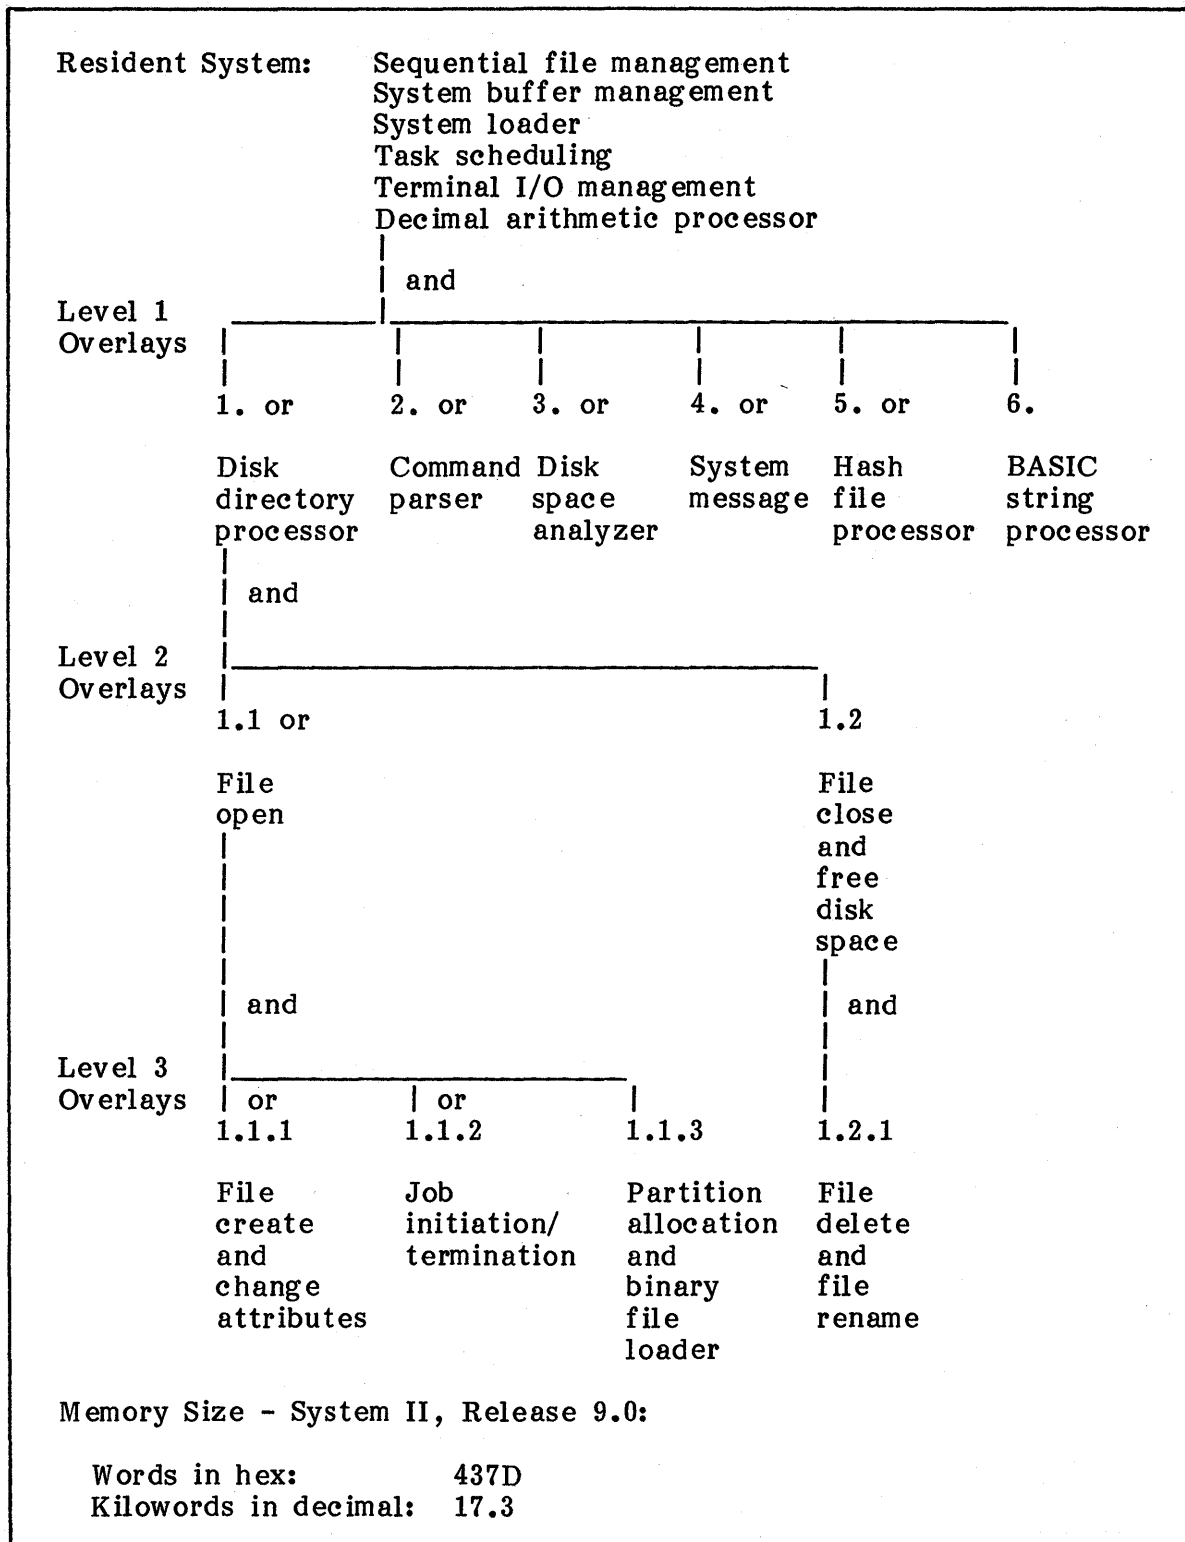 Resident System: Sequential file management
System buffer management
System loader
Task scheduling
Terminal I/O management
Decimal arithmetic processor
and
Level 1
Overlays
1. or 2. or 3. or 4. or 5. or 6.
Disk Command Disk System Hash BASIC
directory parser space message file string
processor analyzer processor processor
and
Level 2
Overlays
1.1 or 1.2
File File
open close
and
free
disk
space
and and
Level 3
Overlays or or
1.1.1 1.1.2 1.1.3 1.2.1
File Job Partition File
create initiation/ allocation delete
and termination and and
change binary file
attributes file rename
loader
Memory Size - System II, Release 9.0:
Words in hex: 437D
Kilowords in decimal: 17.3